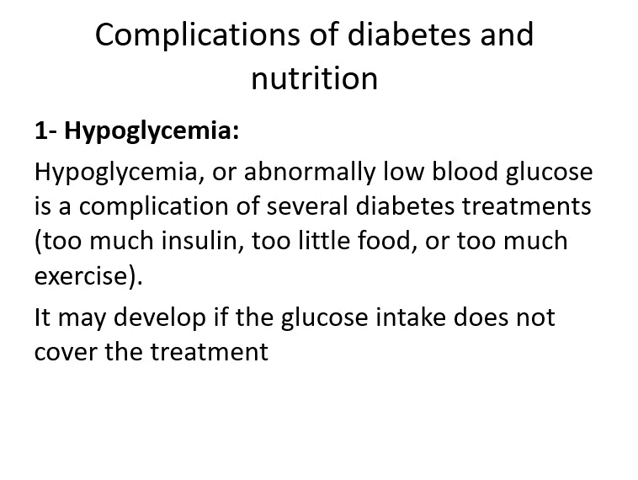 Complications of diabetes and
nutrition
1- Hypoglycemia:
Hypoglycemia, or abnormally low blood glucose
is a complication of several diabetes treatments
(too much insulin, too little food, or too much
exercise).
It may develop if the glucose intake does not
cover the treatment